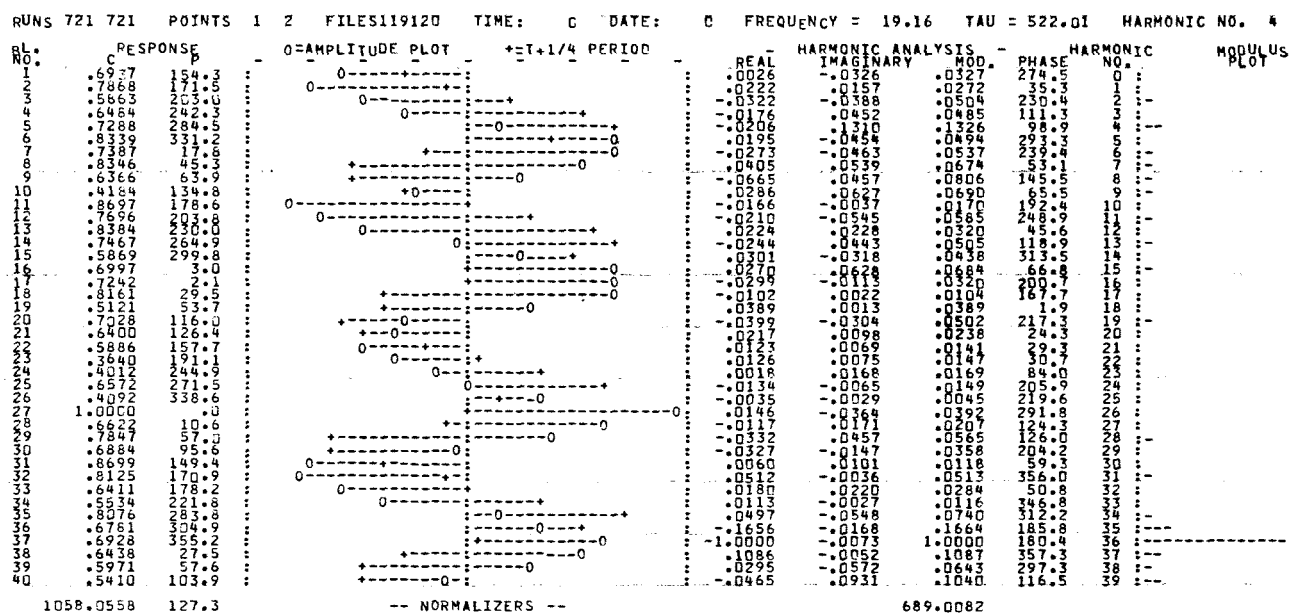 RUNS 721 721 POINTS 1 2 FILES119120 TIME: C DATE: C FREQUENCY = 19.16 TAU = 522.01 HARMONIC NO. 4
BL. RESPONSE O=AMPLITUDE PLOT +=T+1/4 PERIOD - HARMONIC ANALYSIS - HARMONIC MODULUS
NO. C P REAL IMAGINARY MOD. PHASE NO. PLOT
1 .6937 154.3 .0026 -.0326 .0327 274.5 0
2 .7868 171.5 .0222 .0157 .0272 35.3 1
3 .5663 203.0 -.0322 -.0388 .0504 230.4 2
4 .6484 242.3 -.0176 .0452 .0485 111.3 3
5 .7288 284.5 -.0206 .1310 .1326 98.9 4
6 .8339 331.2 .0195 -.0454 .0494 293.3 5
7 .7387 17.8 -.0273 -.0463 .0537 239.4 6
8 .8346 45.3 .0405 .0539 .0674 53.1 7
9 .6366 63.9 -.0665 .0457 .0806 145.5 8
10 .4184 134.8 .0286 .0627 .0690 65.5 9
11 .8697 178.6 -.0166 -.0037 .0170 192.4 10
12 .7696 203.8 -.0210 -.0545 .0585 248.9 11
13 .8384 230.0 .0224 .0228 .0320 45.6 12
14 .7467 264.9 -.0244 .0443 .0505 118.9 13
15 .5869 299.8 .0301 -.0318 .0438 313.5 14
16 .6997 3.0 .0270 .0628 .0684 66.8 15
17 .7242 2.1 -.0299 -.0113 .0320 200.7 16
18 .8161 29.5 -.0102 .0022 .0104 167.7 17
19 .5121 53.7 .0389 .0013 .0389 1.9 18
20 .7028 116.0 -.0399 -.0304 .0502 217.3 19
21 .6400 126.4 .0217 .0098 .0238 24.3 20
22 .5886 157.7 .0123 .0069 .0141 29.3 21
23 .3640 191.1 .0126 .0075 .0147 30.7 22
24 .4012 244.9 .0018 .0168 .0169 84.0 23
25 .6572 271.5 -.0134 -.0065 .0149 205.9 24
26 .4092 338.6 -.0035 -.0029 .0045 219.6 25
27 1.0000 .0 .0146 -.0364 .0392 291.8 26
28 .6622 10.6 -.0117 .0171 .0207 124.3 27
29 .7847 57.0 -.0332 .0457 .0565 126.0 28
30 .6884 95.6 -.0327 -.0147 .0358 204.2 29
31 .8699 149.4 .0060 .0101 .0118 59.3 30
32 .8125 170.9 .0512 -.0036 .0513 356.0 31
33 .6411 178.2 .0180 .0220 .0284 50.8 32
34 .5534 221.8 .0113 -.0027 .0116 346.8 33
35 .8076 283.8 .0497 -.0548 .0740 312.2 34
36 .6781 304.9 -.1656 -.0168 .1664 185.8 35
37 .6928 355.2 -1.0000 -.0073 1.0000 180.4 36
38 .6438 27.5 .1086 -.0052 .1087 357.3 37
39 .5971 57.6 .0295 -.0572 .0643 297.3 38
40 .5410 103.9 -.0465 .0931 .1040 116.5 39
1058.0558 127.3 -- NORMALIZERS -- 689.0082